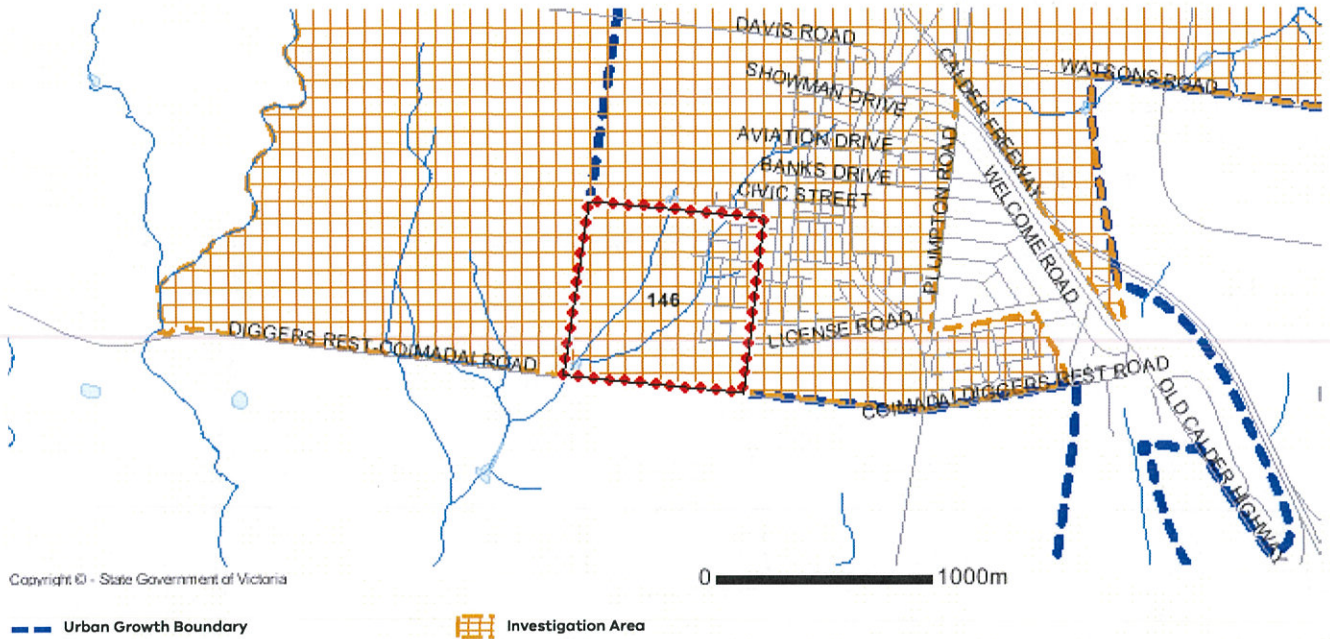 DAVIS ROAD
WATSONS ROAD
CALDER FREEWAY
SHOWMAN DRIVE
AVIATION DRIVE
BANKS DRIVE
CIVIC STREET
PLUMPTON ROAD
WELCOME ROAD
146
LICENSE ROAD
DIGGERS REST-COIMADAI ROAD
COIMADAI DIGGERS REST ROAD
OLD CALDER HIGHWAY
Copyright © - State Government of Victoria
0 1000m
Urban Growth Boundary
Investigation Area